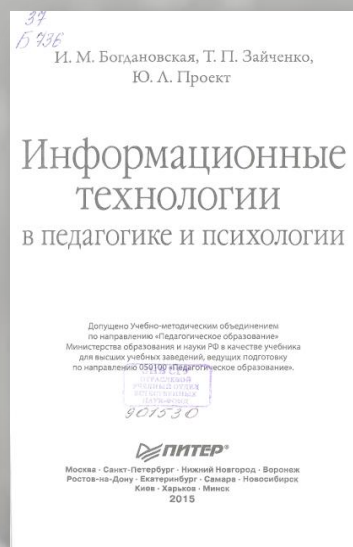 37
Б 736
И. М. Богдановская, Т. П. Зайченко,
Ю. Л. Проект
Информационные
технологии
в педагогике и психологии
Допущено Учебно-методическим объединением
по направлению «Педагогическое образование»
Министерства образования и науки РФ в качестве учебника
для высших учебных заведений, ведущих подготовку
по направлению 050100 «Педагогическое образование».
901530
ПИТЕР®
Москва · Санкт-Петербург · Нижний Новгород · Воронеж
Ростов-на-Дону · Екатеринбург · Самара · Новосибирск
Киев · Харьков · Минск
2015